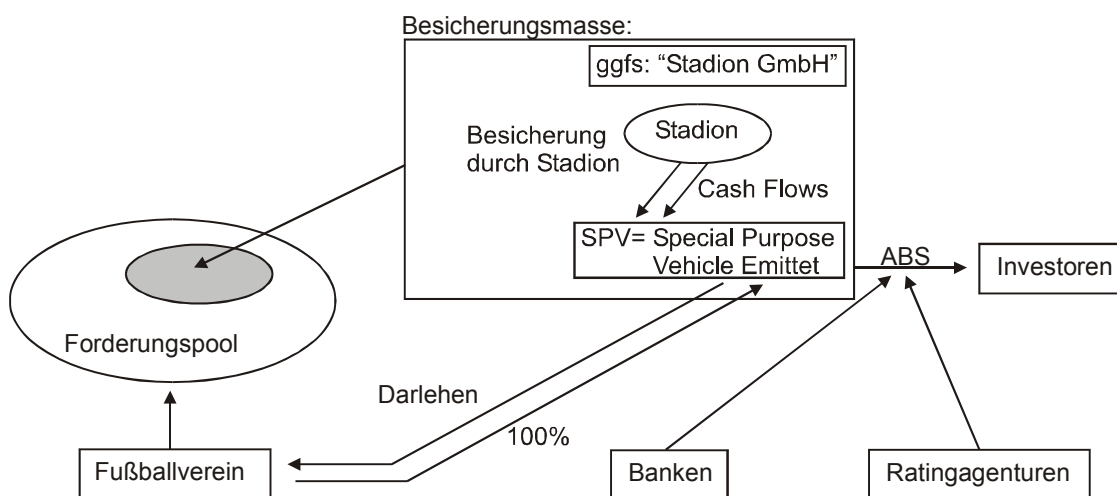 Besicherungsmasse:
ggfs: “Stadion GmbH”
Stadion
Besicherung
durch Stadion
Cash Flows
SPV= Special Purpose
Vehicle Emittet
ABS
Investoren
Forderungspool
Darlehen
100%
Fußballverein
Banken
Ratingagenturen